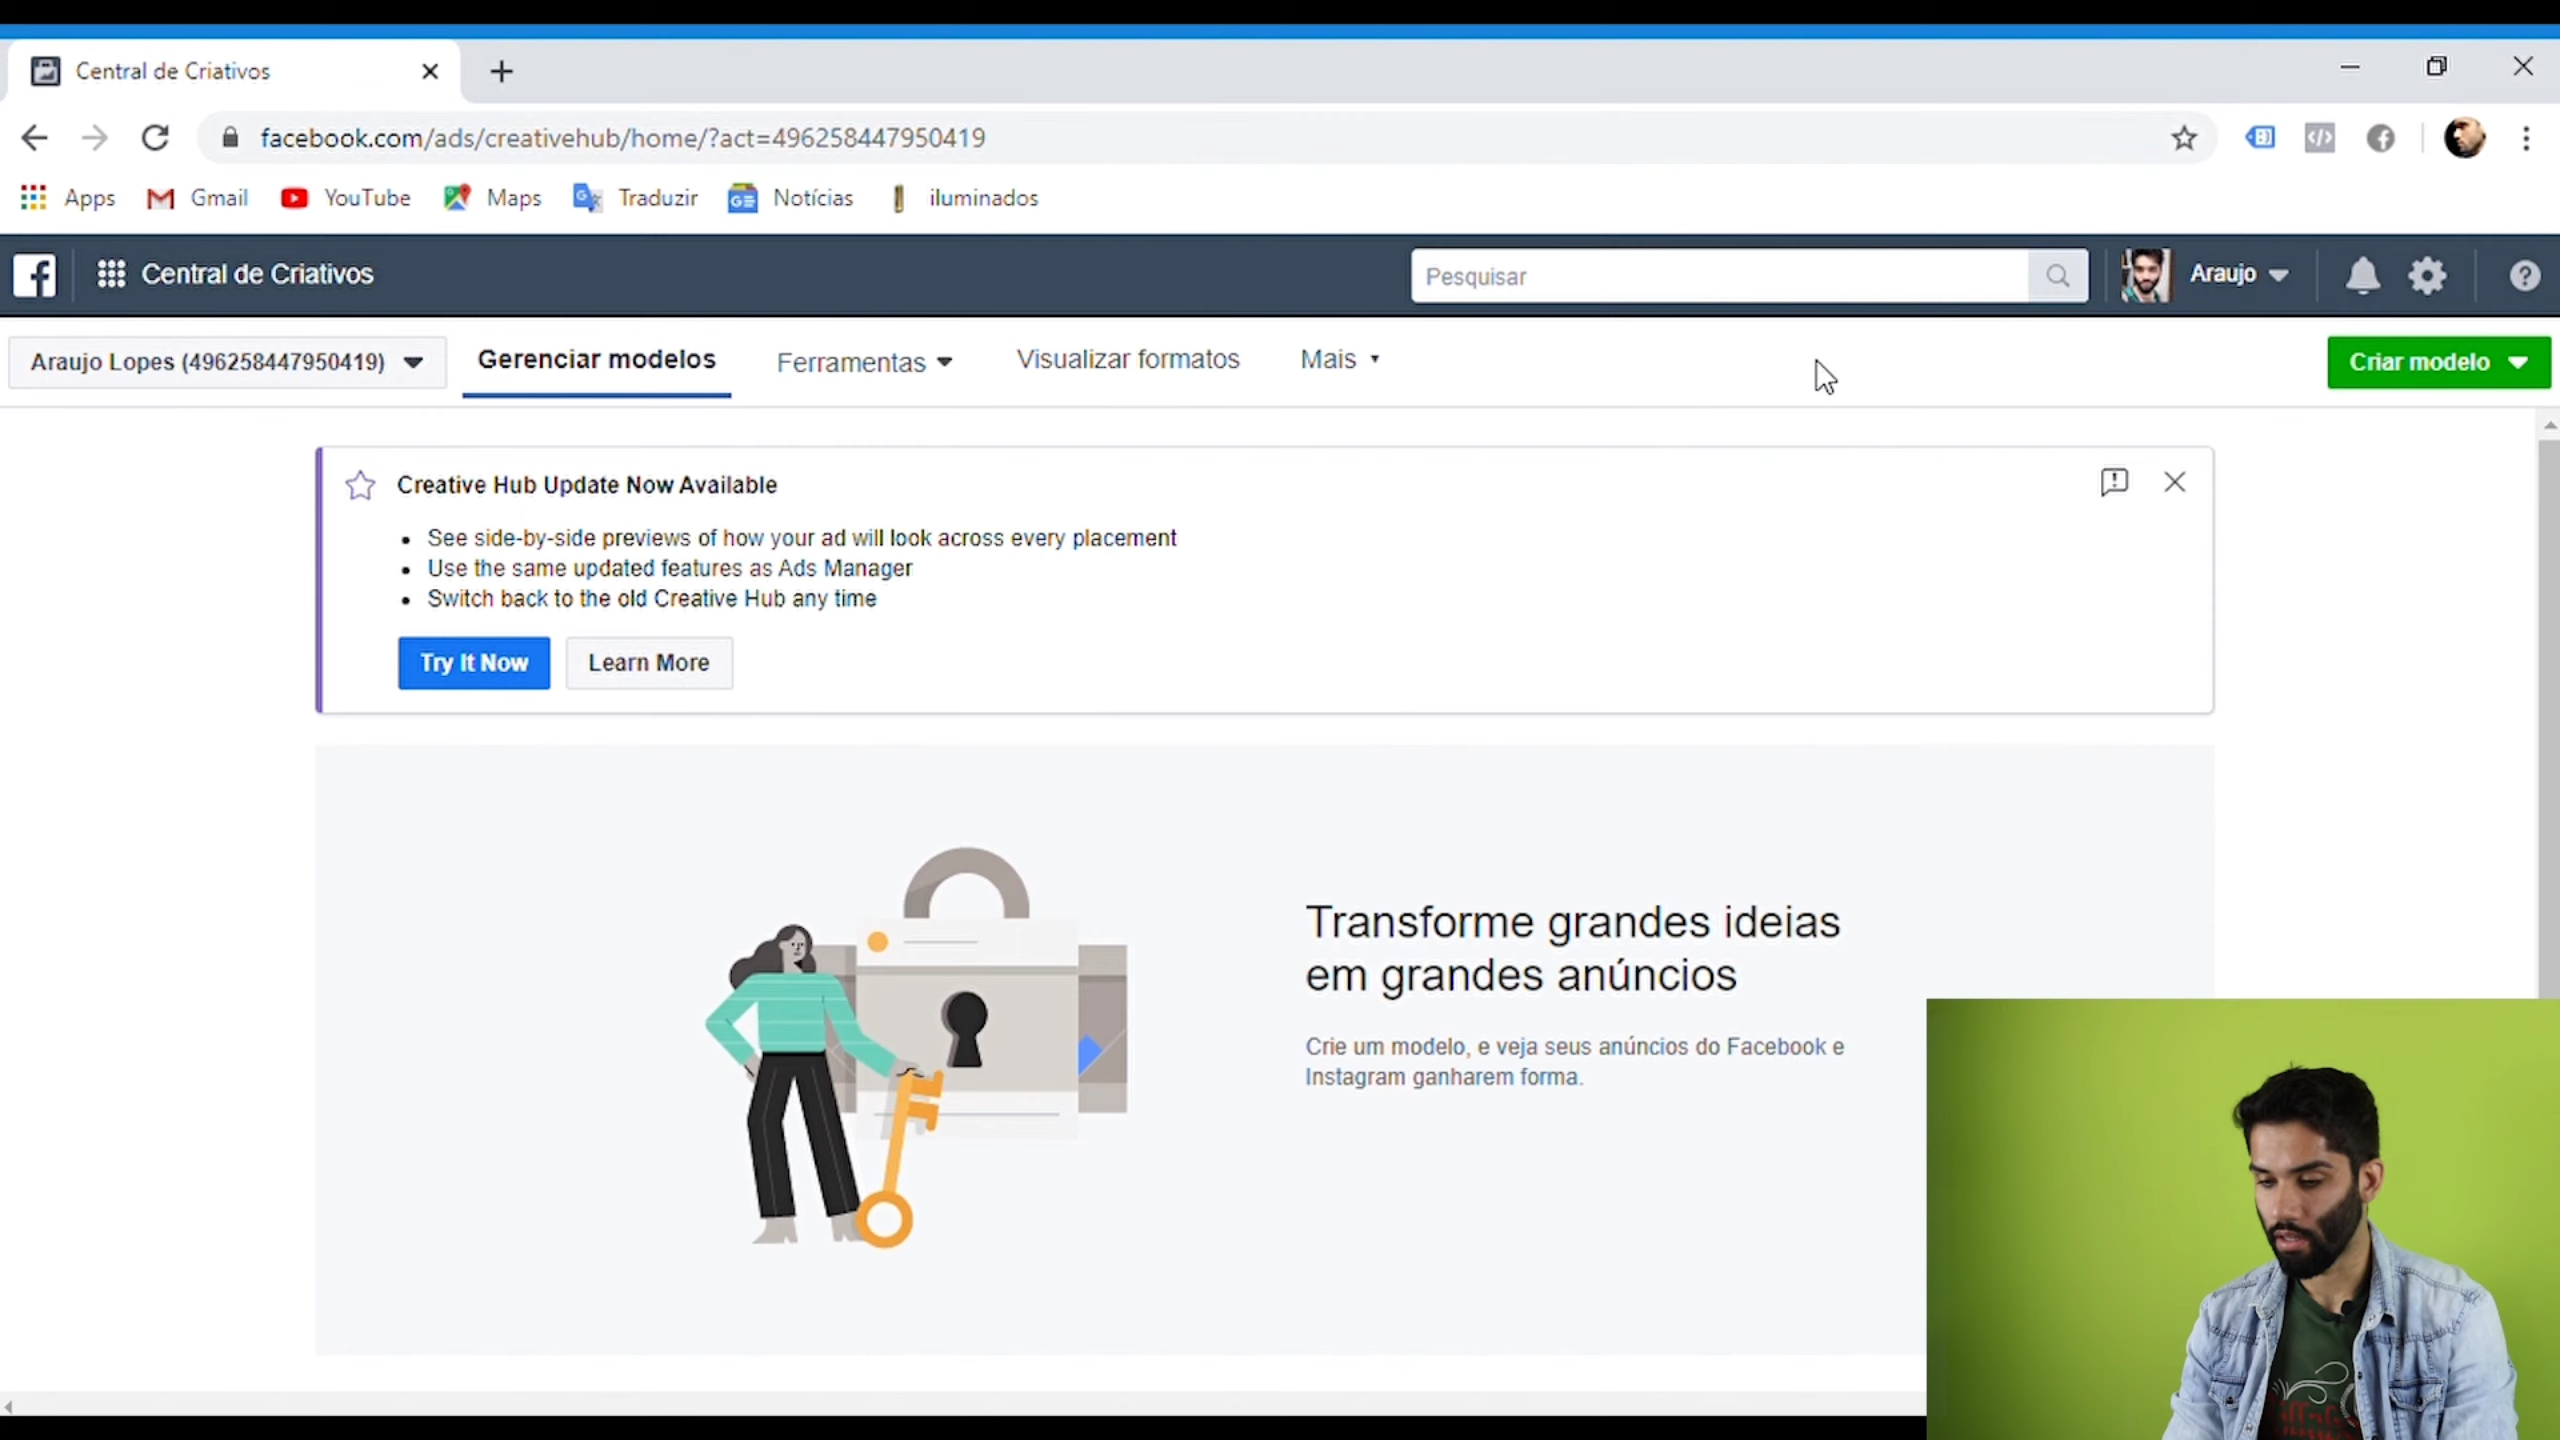 Central de Criativos
facebook.com/ads/creativehub/home/?act=496258447950419
Apps Gmail YouTube Maps Traduzir Notícias iluminados
Central de Criativos Pesquisar Araujo
Araujo Lopes (496258447950419) Gerenciar modelos Ferramentas Visualizar formatos Mais Criar modelo
Creative Hub Update Now Available
• See side-by-side previews of how your ad will look across every placement
• Use the same updated features as Ads Manager
• Switch back to the old Creative Hub any time
Try It Now Learn More
Transforme grandes ideias
em grandes anúncios
Crie um modelo, e veja seus anúncios do Facebook e
Instagram ganharem forma.